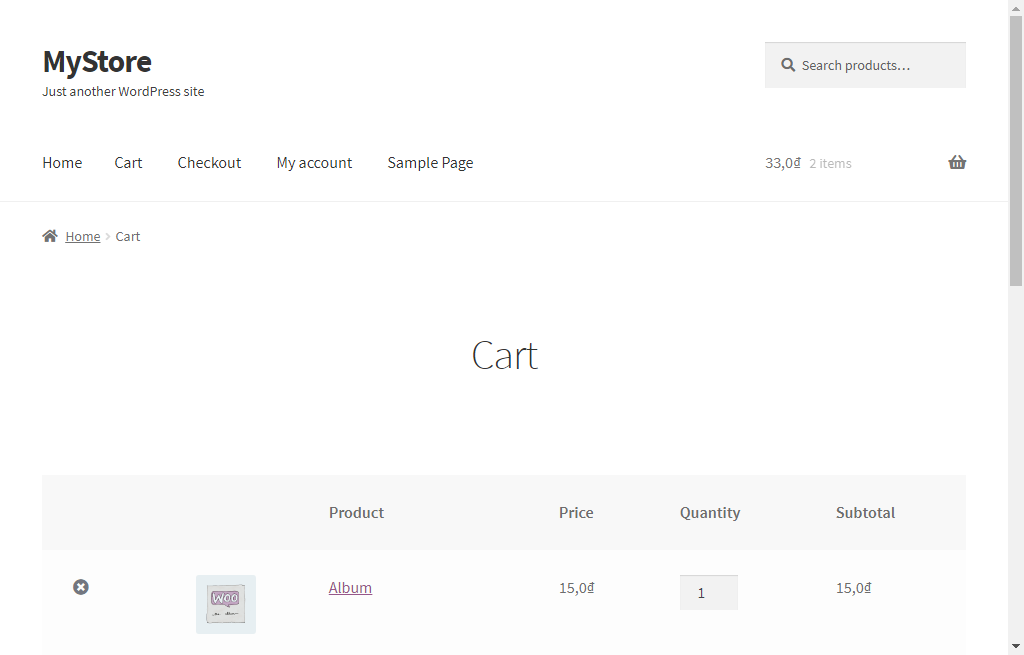 MyStore
Just another WordPress site
Search products…
Home Cart Checkout My account Sample Page 33,0₫ 2 items
Home Cart
Cart
Product Price Quantity Subtotal
WOO
Album 15,0₫ 1 15,0₫